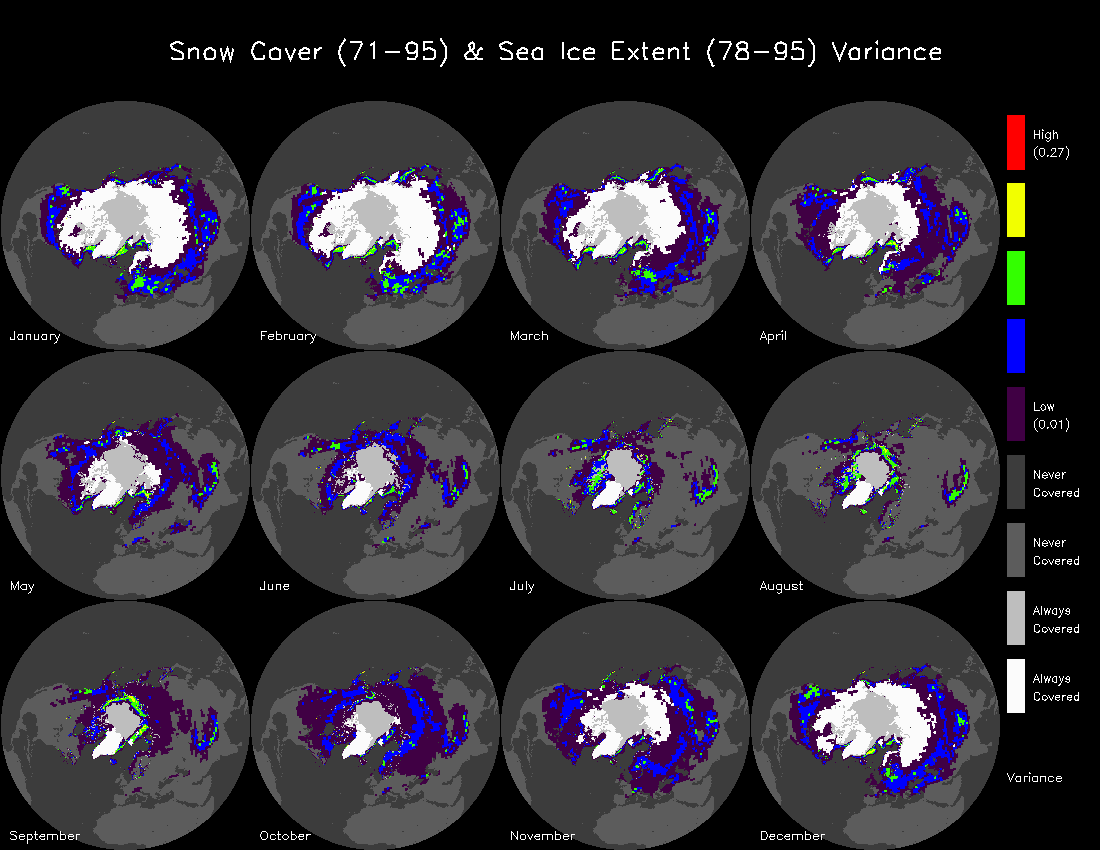 Snow Cover (71-95) & Sea Ice Extent (78-95) Variance
High
(0.27)
Low
(0.01)
Never
Covered
Never
Covered
Always
Covered
Always
Covered
Variance
January
February
March
April
May
June
July
August
September
October
November
December